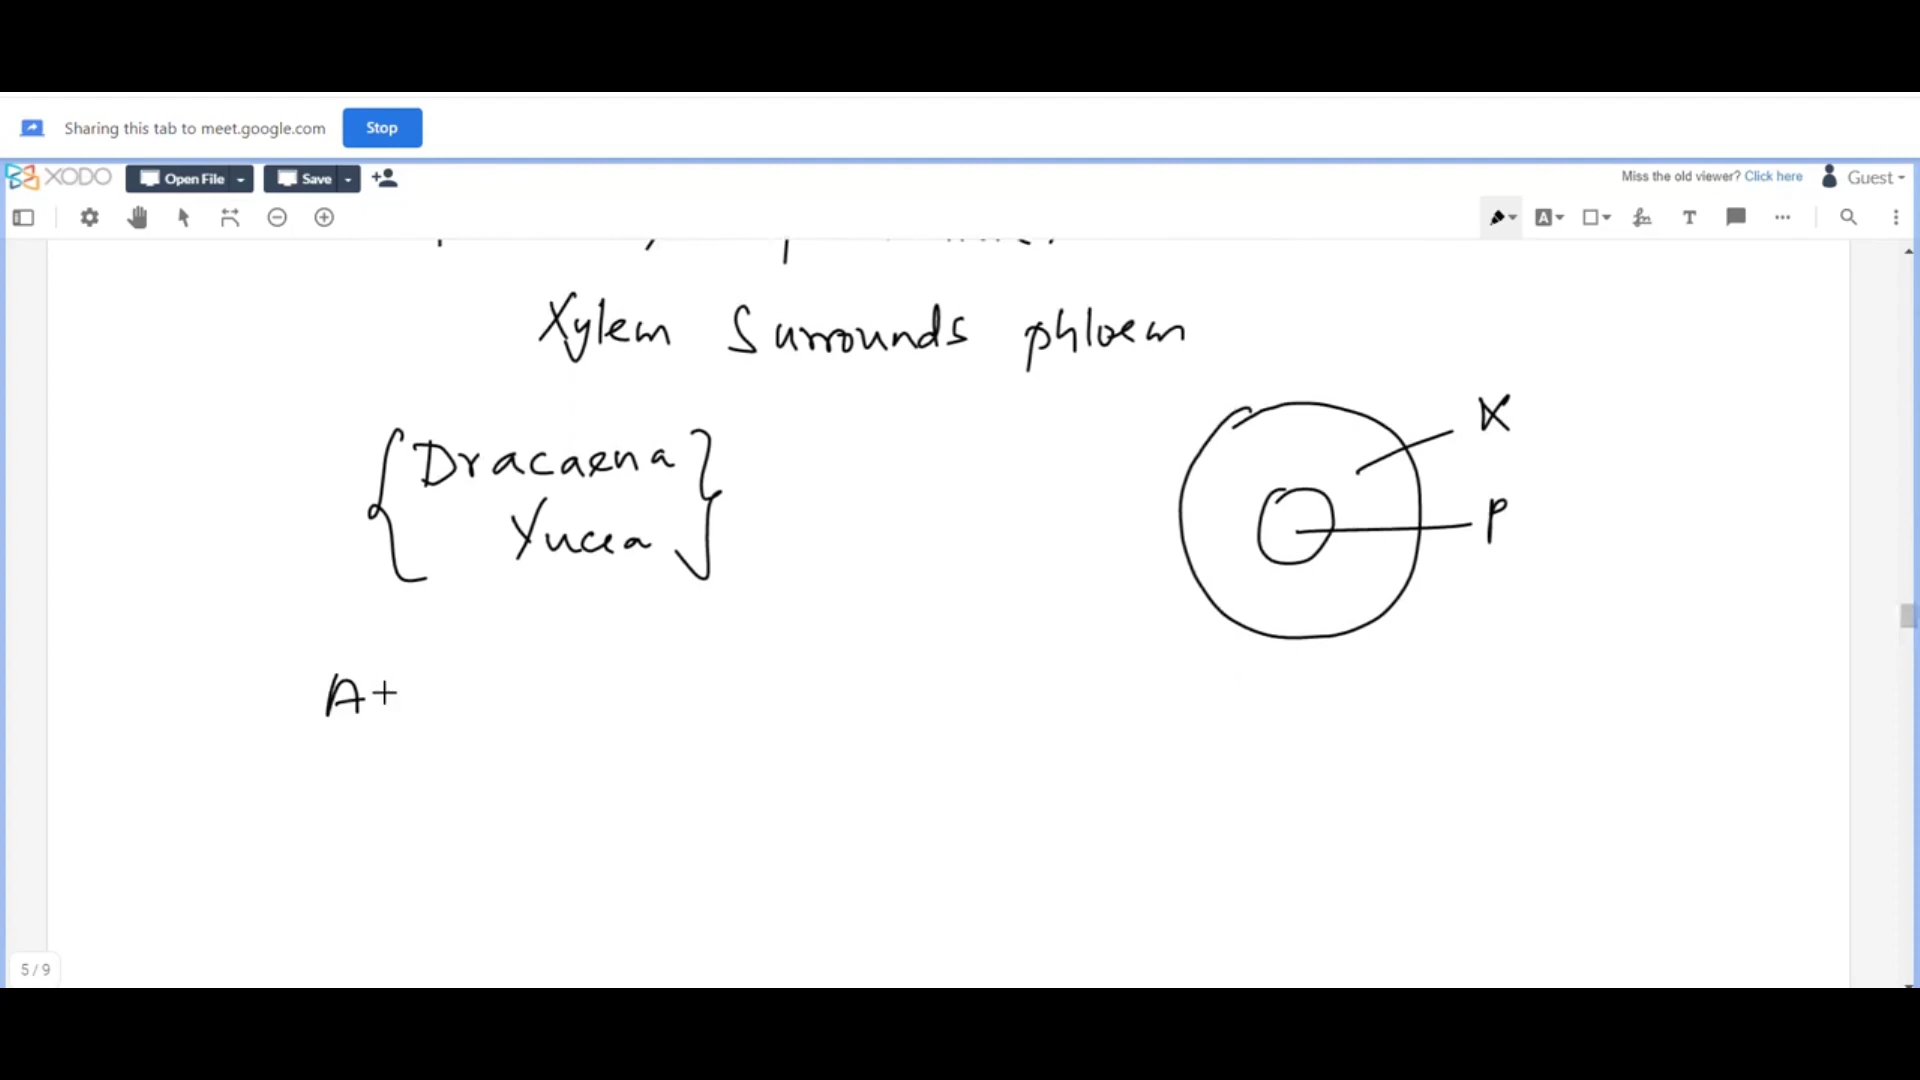 Sharing this tab to meet.google.com Stop
XODO Open File Save Miss the old viewer? Click here Guest
A T
Xylem Surrounds phloem
X
Dracaena
P
Yucca
A+
5 / 9